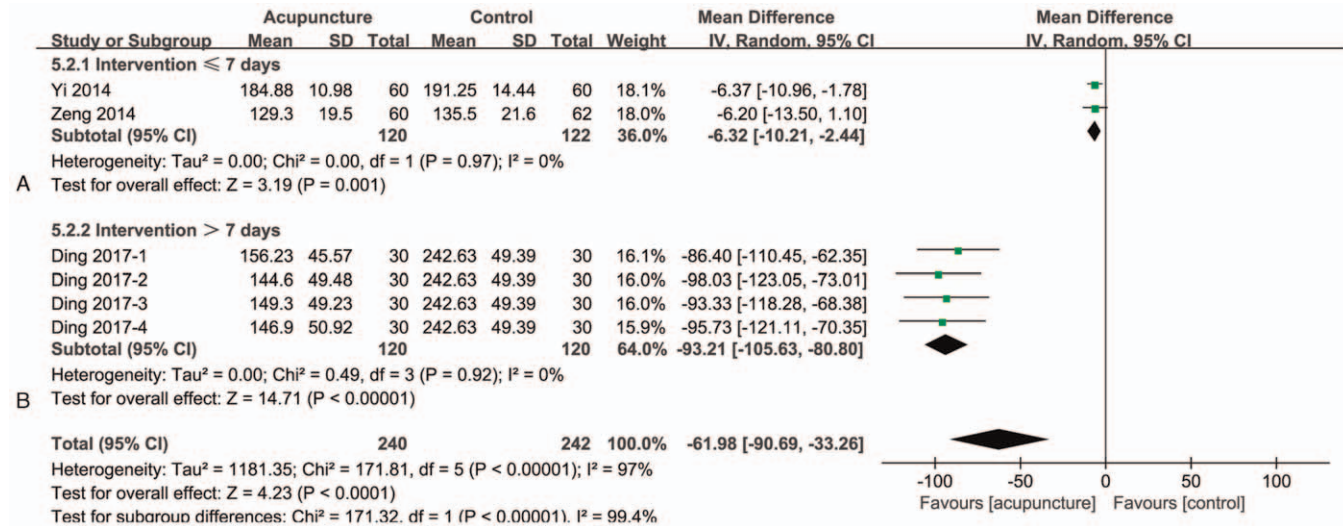 Acupuncture Control Mean Difference Mean Difference
Study or Subgroup Mean SD Total Mean SD Total Weight IV, Random, 95% CI IV, Random, 95% CI
5.2.1 Intervention ≤ 7 days
Yi 2014 184.88 10.98 60 191.25 14.44 60 18.1% -6.37 [-10.96, -1.78]
Zeng 2014 129.3 19.5 60 135.5 21.6 62 18.0% -6.20 [-13.50, 1.10]
Subtotal (95% CI) 120 122 36.0% -6.32 [-10.21, -2.44]
Heterogeneity: Tau² = 0.00; Chi² = 0.00, df = 1 (P = 0.97); I² = 0%
A Test for overall effect: Z = 3.19 (P = 0.001)
5.2.2 Intervention > 7 days
Ding 2017-1 156.23 45.57 30 242.63 49.39 30 16.1% -86.40 [-110.45, -62.35]
Ding 2017-2 144.6 49.48 30 242.63 49.39 30 16.0% -98.03 [-123.05, -73.01]
Ding 2017-3 149.3 49.23 30 242.63 49.39 30 16.0% -93.33 [-118.28, -68.38]
Ding 2017-4 146.9 50.92 30 242.63 49.39 30 15.9% -95.73 [-121.11, -70.35]
Subtotal (95% CI) 120 120 64.0% -93.21 [-105.63, -80.80]
Heterogeneity: Tau² = 0.00; Chi² = 0.49, df = 3 (P = 0.92); I² = 0%
B Test for overall effect: Z = 14.71 (P < 0.00001)
Total (95% CI) 240 242 100.0% -61.98 [-90.69, -33.26]
Heterogeneity: Tau² = 1181.35; Chi² = 171.81, df = 5 (P < 0.00001); I² = 97%
Test for overall effect: Z = 4.23 (P < 0.0001)
Test for subgroup differences: Chi² = 171.32. df = 1 (P < 0.00001). I² = 99.4%
-100 -50 0 50 100
Favours [acupuncture] Favours [control]